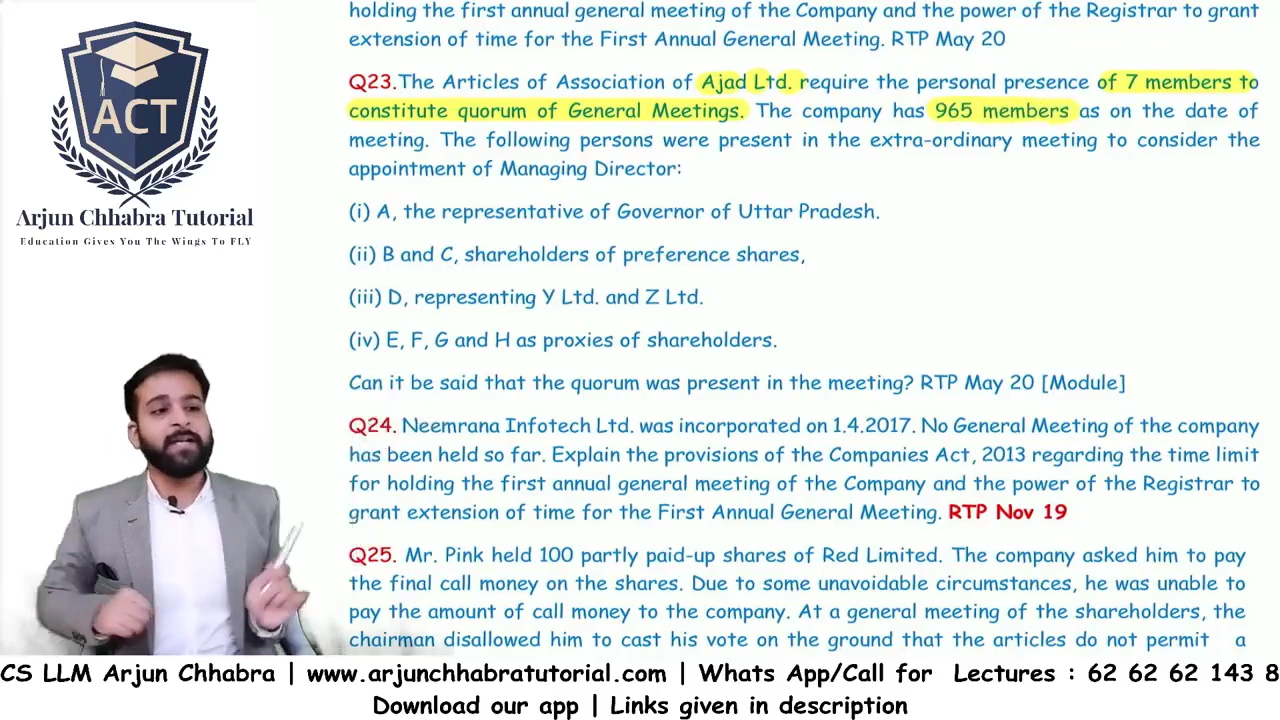 holding the first annual general meeting of the Company and the power of the Registrar to grant
extension of time for the First Annual General Meeting. RTP May 20
Q23.The Articles of Association of Ajad Ltd. require the personal presence of 7 members to
constitute quorum of General Meetings. The company has 965 members as on the date of
meeting. The following persons were present in the extra-ordinary meeting to consider the
appointment of Managing Director:
(i) A, the representative of Governor of Uttar Pradesh.
(ii) B and C, shareholders of preference shares,
(iii) D, representing Y Ltd. and Z Ltd.
(iv) E, F, G and H as proxies of shareholders.
Can it be said that the quorum was present in the meeting? RTP May 20 [Module]
Q24. Neemrana Infotech Ltd. was incorporated on 1.4.2017. No General Meeting of the company
has been held so far. Explain the provisions of the Companies Act, 2013 regarding the time limit
for holding the first annual general meeting of the Company and the power of the Registrar to
grant extension of time for the First Annual General Meeting. RTP Nov 19
Q25. Mr. Pink held 100 partly paid-up shares of Red Limited. The company asked him to pay
the final call money on the shares. Due to some unavoidable circumstances, he was unable to
pay the amount of call money to the company. At a general meeting of the shareholders, the
chairman disallowed him to cast his vote on the ground that the articles do not permit a
ACT
Arjun Chhabra Tutorial
Education Gives You The Wings To FLY
CS LLM Arjun Chhabra | www.arjunchhabratutorial.com | Whats App/Call for Lectures : 62 62 62 143 8
Download our app | Links given in description